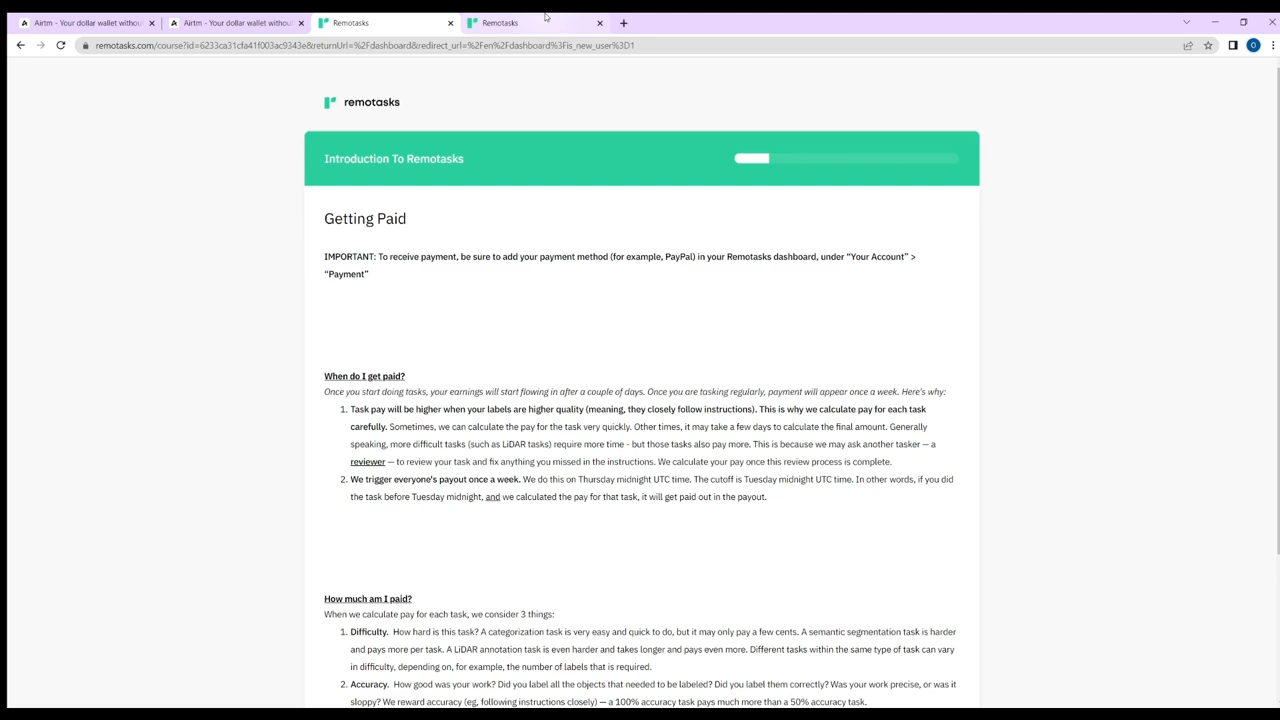 Airtm - Your dollar wallet without
Airtm - Your dollar wallet without
Remotasks
Remotasks
remotasks.com/course?id=6233ca31cfa41f003ac9343e&returnUrl=%2Fdashboard&redirect_url=%2Fen%2Fdashboard%3Fis_new_user%3D1
O
remotasks
Introduction To Remotasks
Getting Paid
IMPORTANT: To receive payment, be sure to add your payment method (for example, PayPal) in your Remotasks dashboard, under “Your Account” >
“Payment”
When do I get paid?
Once you start doing tasks, your earnings will start flowing in after a couple of days. Once you are tasking regularly, payment will appear once a week. Here's why:
1. Task pay will be higher when your labels are higher quality (meaning, they closely follow instructions). This is why we calculate pay for each task
carefully. Sometimes, we can calculate the pay for the task very quickly. Other times, it may take a few days to calculate the final amount. Generally
speaking, more difficult tasks (such as LiDAR tasks) require more time - but those tasks also pay more. This is because we may ask another tasker — a
reviewer — to review your task and fix anything you missed in the instructions. We calculate your pay once this review process is complete.
2. We trigger everyone's payout once a week. We do this on Thursday midnight UTC time. The cutoff is Tuesday midnight UTC time. In other words, if you did
the task before Tuesday midnight, and we calculated the pay for that task, it will get paid out in the payout.
How much am I paid?
When we calculate pay for each task, we consider 3 things:
1. Difficulty. How hard is this task? A categorization task is very easy and quick to do, but it may only pay a few cents. A semantic segmentation task is harder
and pays more per task. A LiDAR annotation task is even harder and takes longer and pays even more. Different tasks within the same type of task can vary
in difficulty, depending on, for example, the number of labels that is required.
2. Accuracy. How good was your work? Did you label all the objects that needed to be labeled? Did you label them correctly? Was your work precise, or was it
sloppy? We reward accuracy (eg, following instructions closely) — a 100% accuracy task pays much more than a 50% accuracy task.